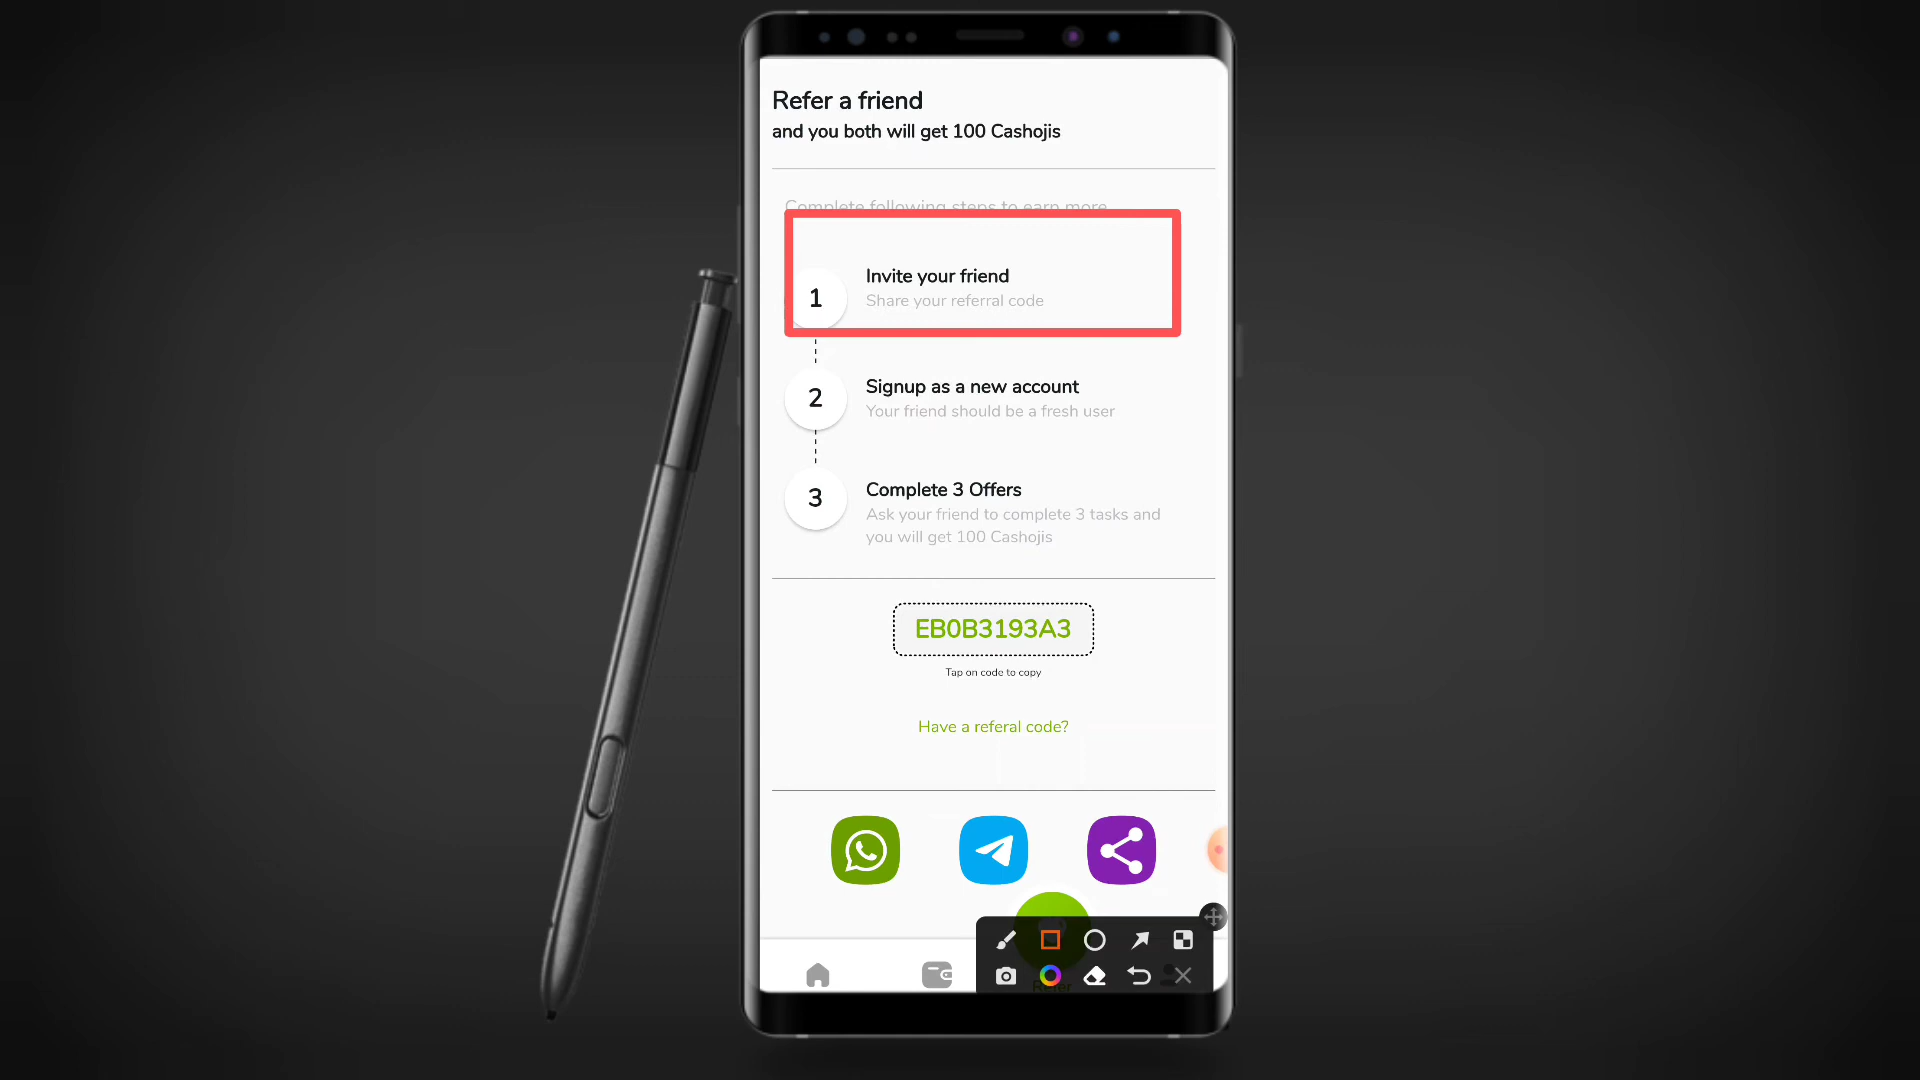 Refer a friend
and you both will get 100 Cashojis
Complete following steps to earn more
1
Invite your friend
Share your referral code
2
Signup as a new account
Your friend should be a fresh user
3
Complete 3 Offers
Ask your friend to complete 3 tasks and
you will get 100 Cashojis
EB0B3193A3
Tap on code to copy
Have a referal code?
Refer